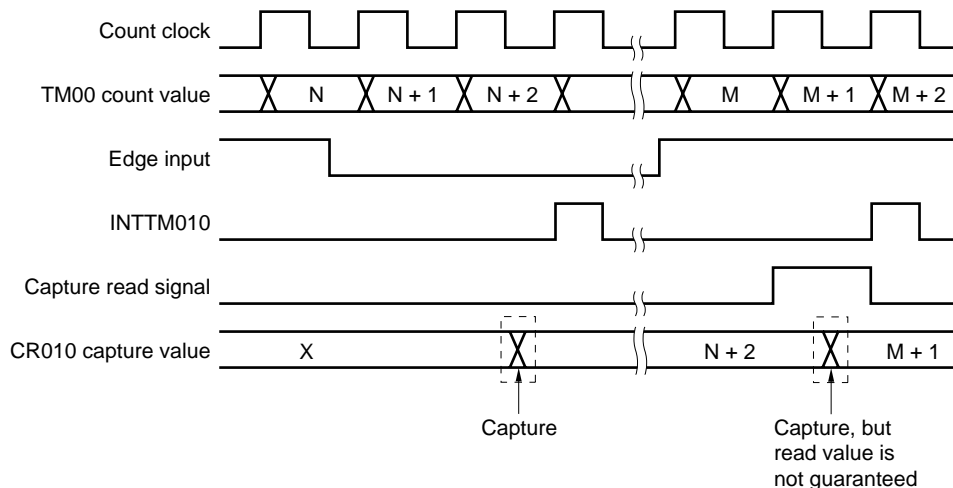 Count clock
TM00 count value
N
N + 1
N + 2
M
M + 1
M + 2
Edge input
INTTM010
Capture read signal
CR010 capture value
X
N + 2
M + 1
Capture
Capture, but
read value is
not guaranteed